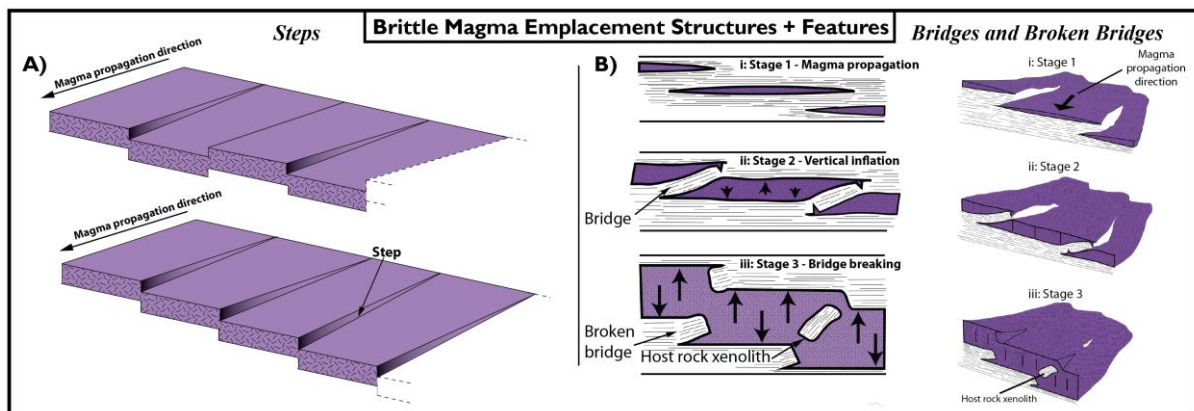 Brittle Magma Emplacement Structures + Features
Steps
Bridges and Broken Bridges
A)
Magma propagation direction
Magma propagation direction
Step
B)
i: Stage 1 - Magma propagation
ii: Stage 2 - Vertical inflation
Bridge
iii: Stage 3 - Bridge breaking
Broken
bridge
Host rock xenolith
i: Stage 1
Magma
propagation
direction
Stage 2
iii: Stage 3
Host rock xenolith